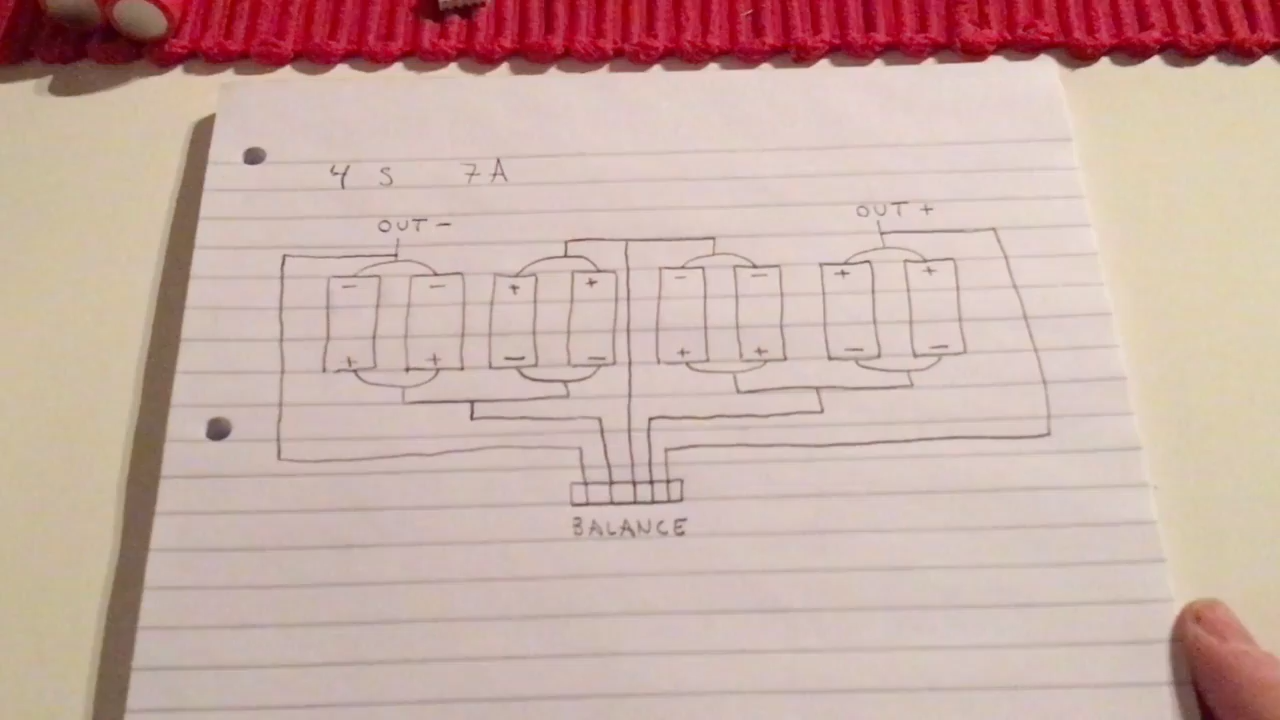 4 S 7A
OUT - OUT +
- - + + - - + +
+ + - - + + - -
BALANCE